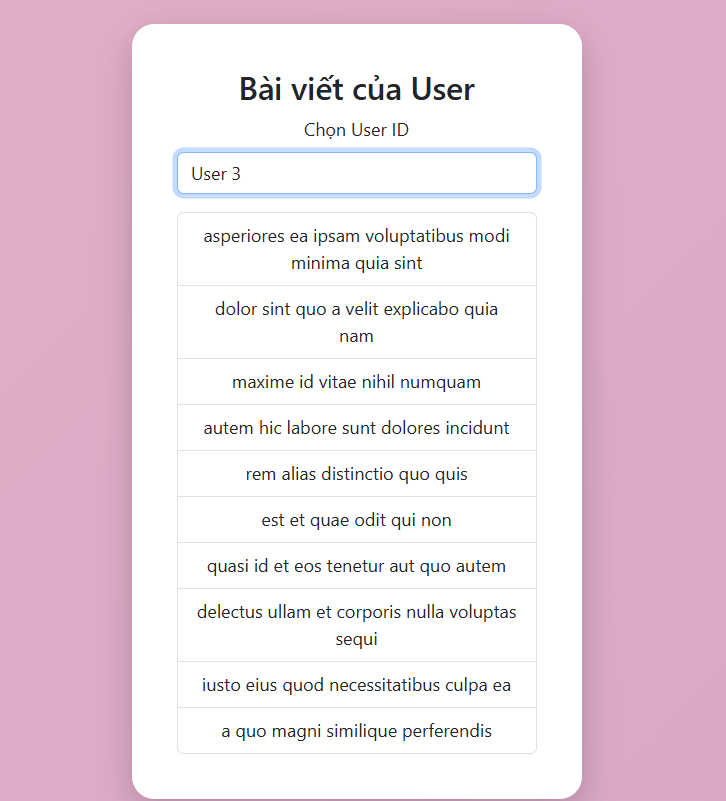 Bài viết của User
Chọn User ID
User 3
asperiores ea ipsam voluptatibus modi
minima quia sint
dolor sint quo a velit explicabo quia
nam
maxime id vitae nihil numquam
autem hic labore sunt dolores incidunt
rem alias distinctio quo quis
est et quae odit qui non
quasi id et eos tenetur aut quo autem
delectus ullam et corporis nulla voluptas
sequi
iusto eius quod necessitatibus culpa ea
a quo magni similique perferendis